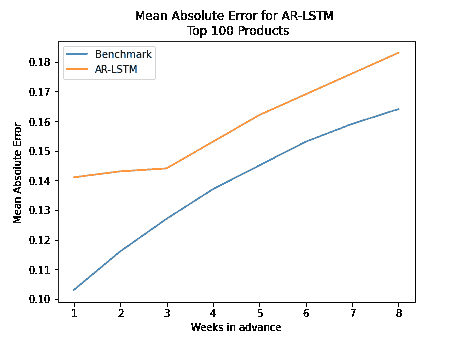 Mean Absolute Error for AR-LSTM
Top 100 Products
Benchmark
AR-LSTM
Mean Absolute Error
0.18
0.17
0.16
0.15
0.14
0.13
0.12
0.11
0.10
1 2 3 4 5 6 7 8
Weeks in advance